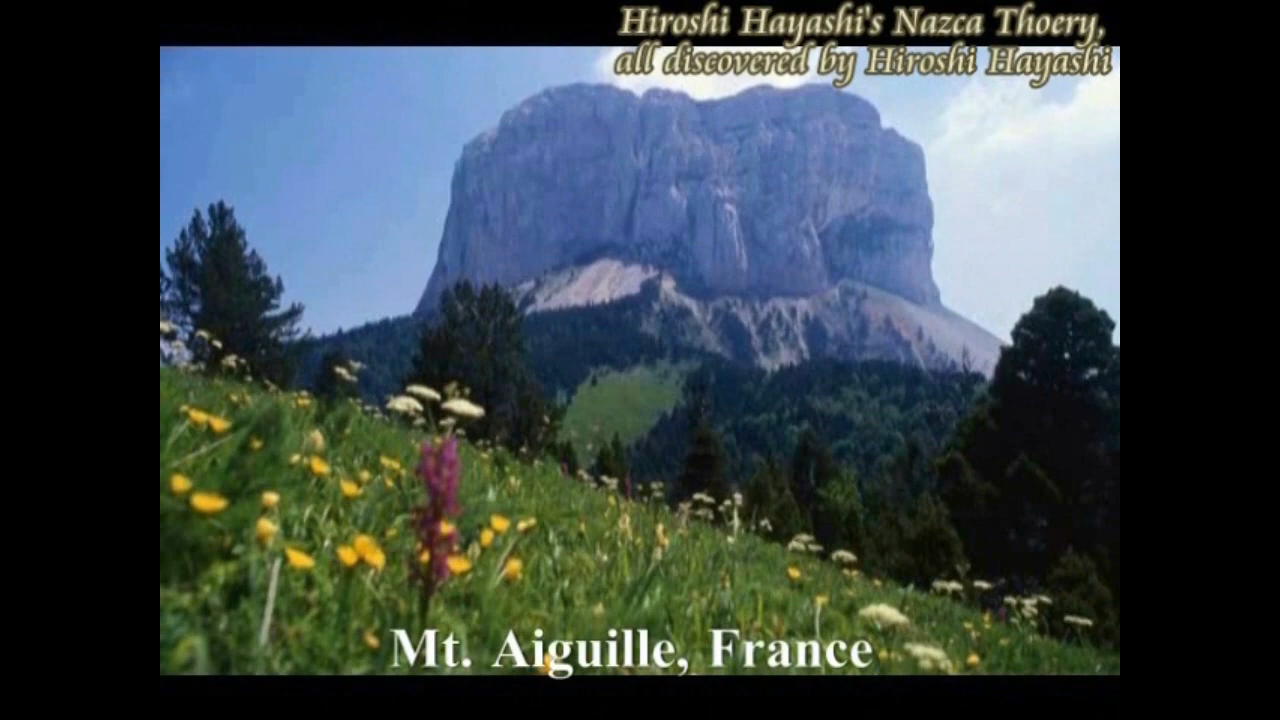 Hiroshi Hayashi's Nazca Thoery,
all discovered by Hiroshi Hayashi
Mt. Aiguille, France